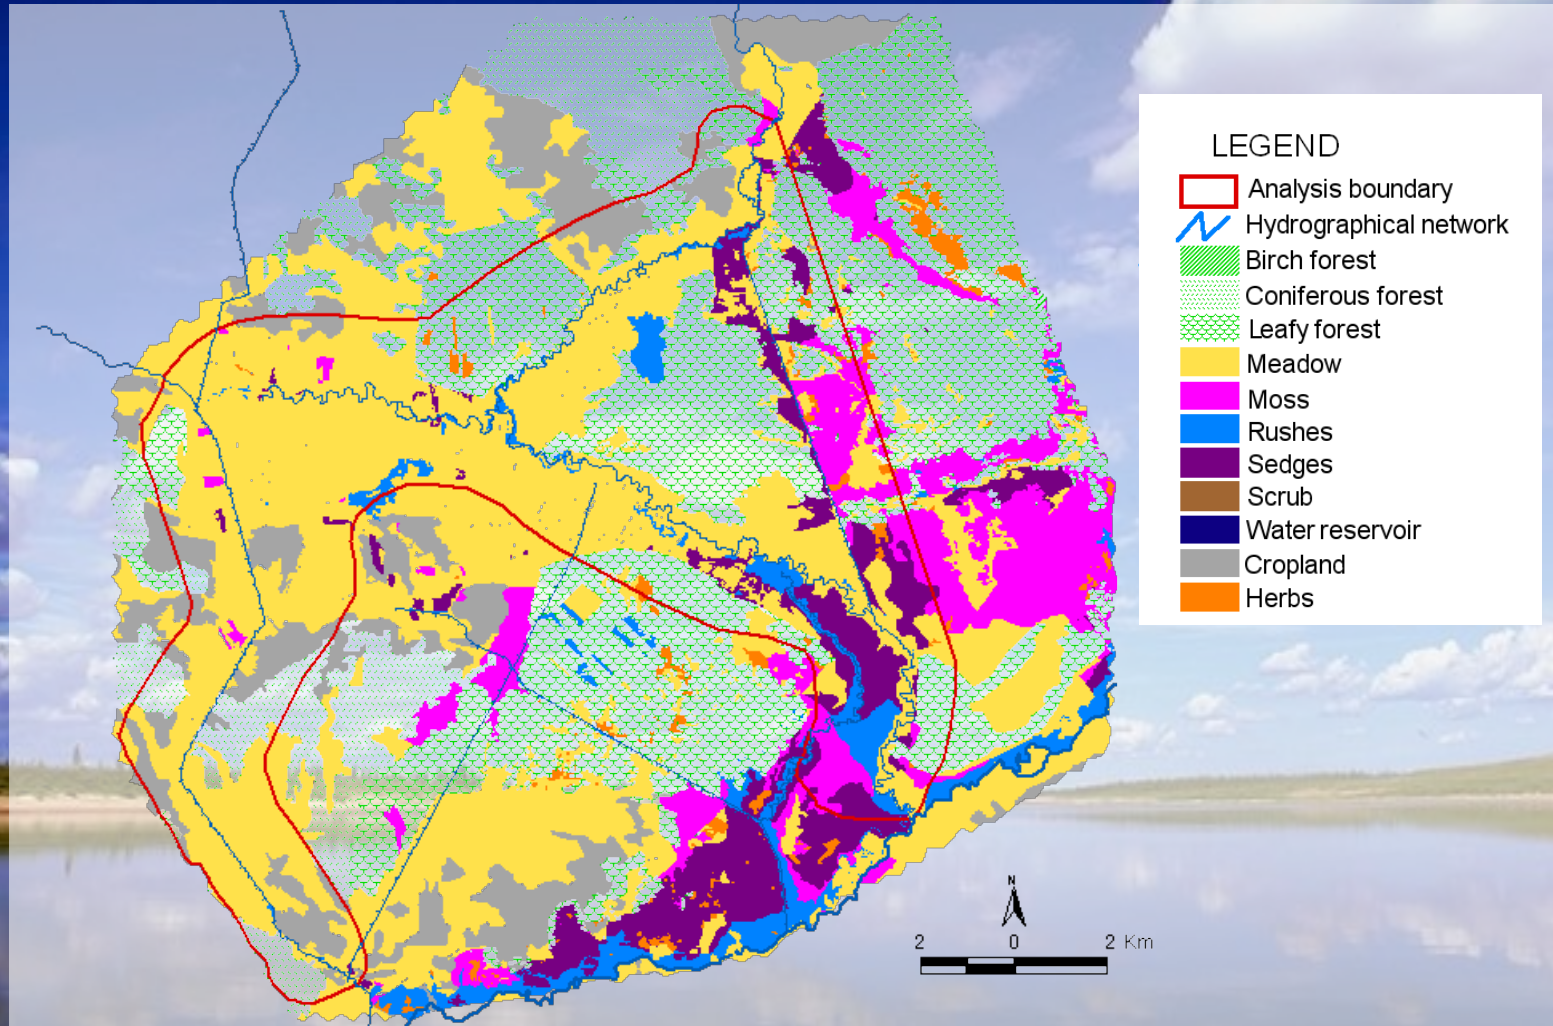 LEGEND
Analysis boundary
Hydrographical network
Birch forest
Coniferous forest
Leafy forest
Meadow
Moss
Rushes
Sedges
Scrub
Water reservoir
Cropland
Herbs
N
2 0 2 Km